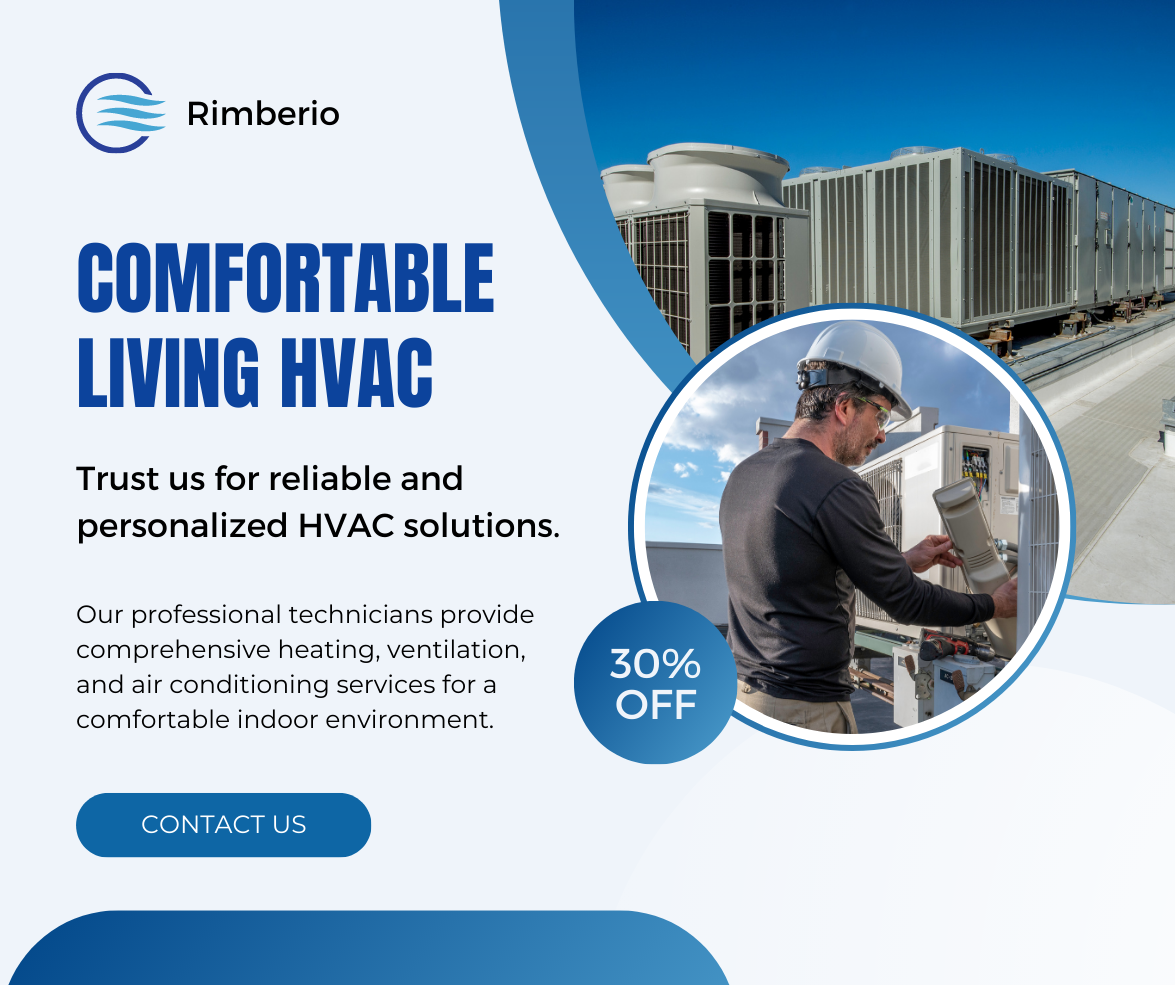 Rimberio
COMFORTABLE
LIVING HVAC
Trust us for reliable and
personalized HVAC solutions.
Our professional technicians provide
comprehensive heating, ventilation,
and air conditioning services for a
comfortable indoor environment.
30%
OFF
CONTACT US